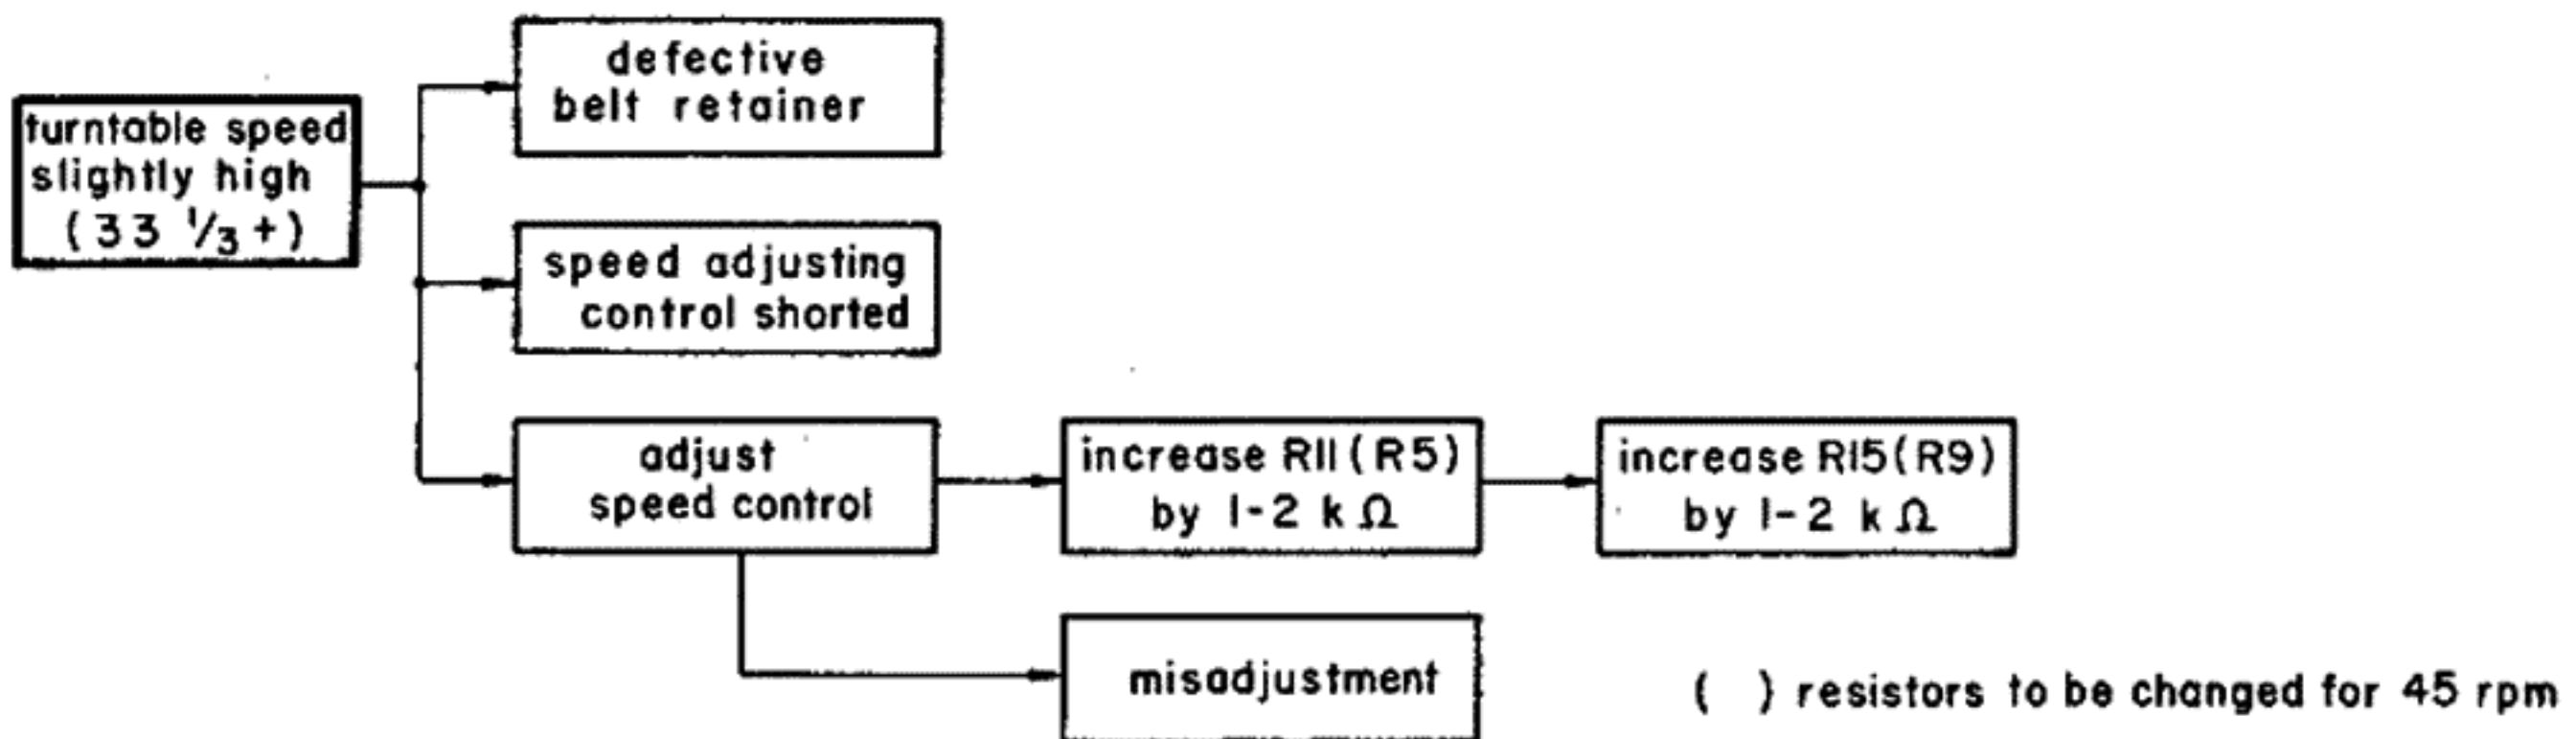 turntable speed
slightly high
(33 1/3+)
defective
belt retainer
speed adjusting
control shorted
adjust
speed control
increase R11 (R5)
by 1-2 kΩ
increase R15(R9)
by 1-2 kΩ
misadjustment
( ) resistors to be changed for 45 rpm